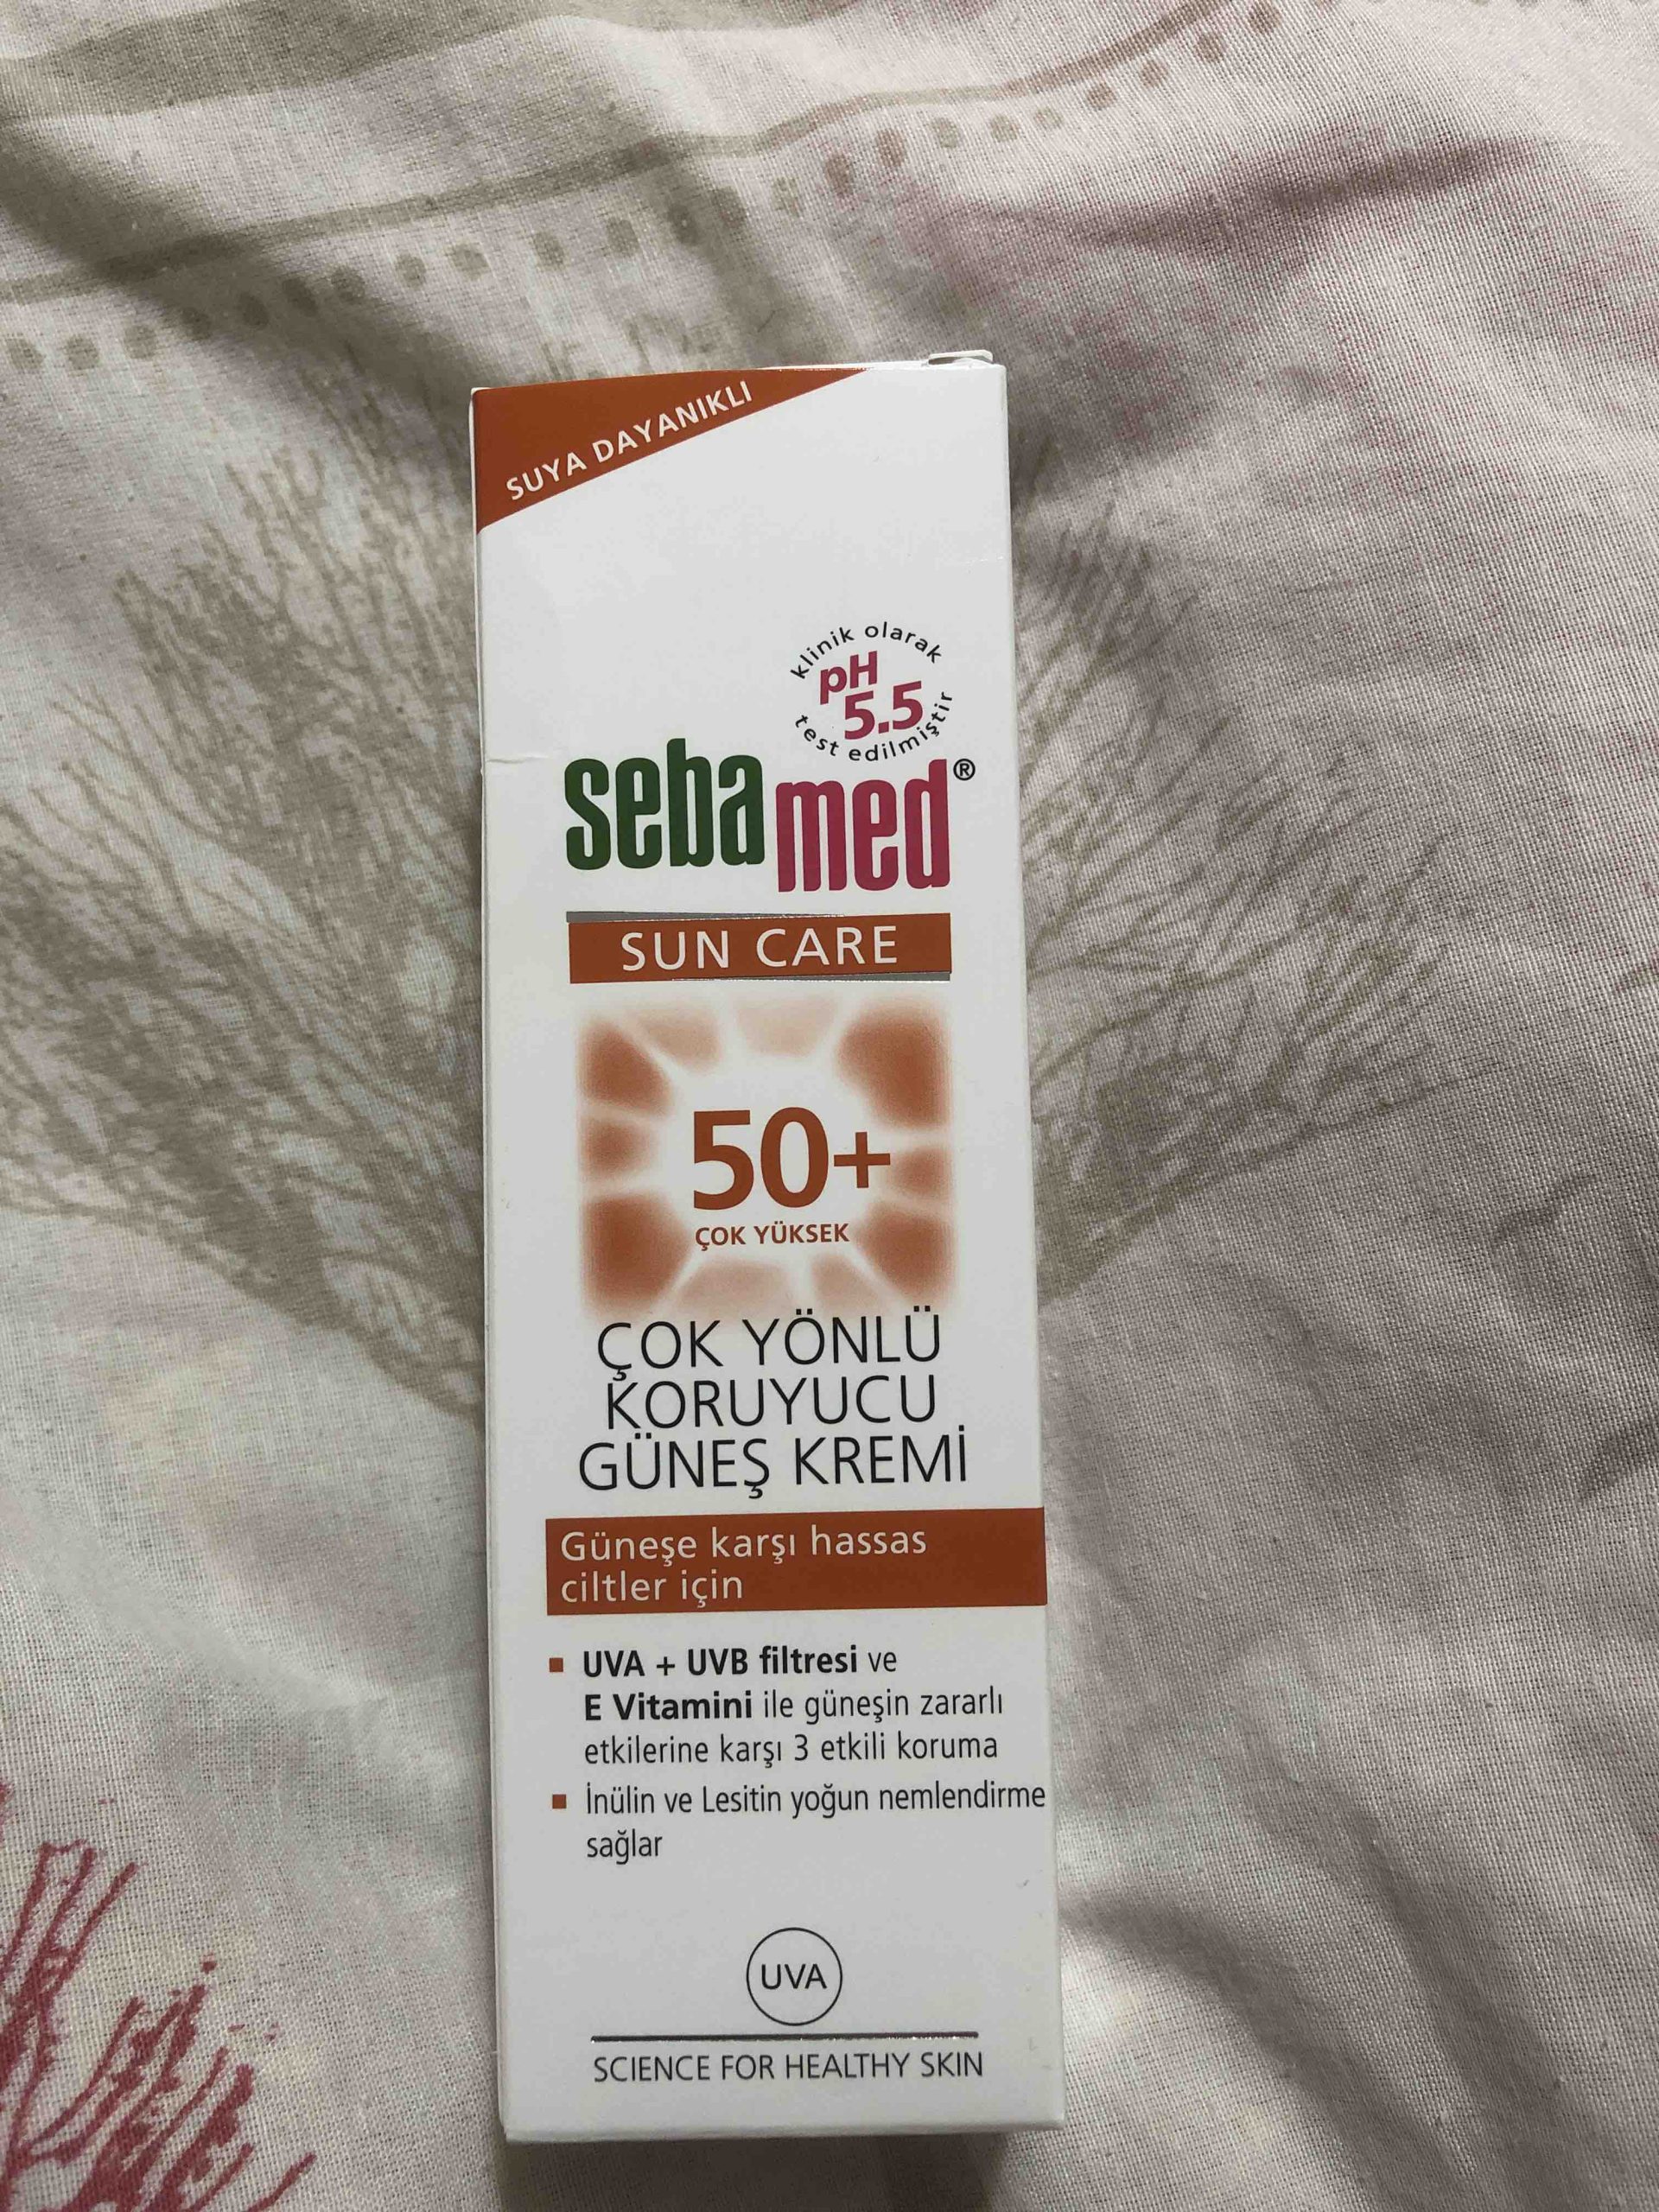 SUYA DAYANIKLI
klinik olarak
pH
5.5
test edilmiştir
sebamed®
SUN CARE
50+
ÇOK YÜKSEK
ÇOK YÖNLÜ
KORUYUCU
GÜNEŞ KREMİ
Güneşe karşı hassas
ciltler için
▪ UVA + UVB filtresi ve
E Vitamini ile güneşin zararlı
etkilerine karşı 3 etkili koruma
▪ İnülin ve Lesitin yoğun nemlendirme
sağlar
UVA
SCIENCE FOR HEALTHY SKIN